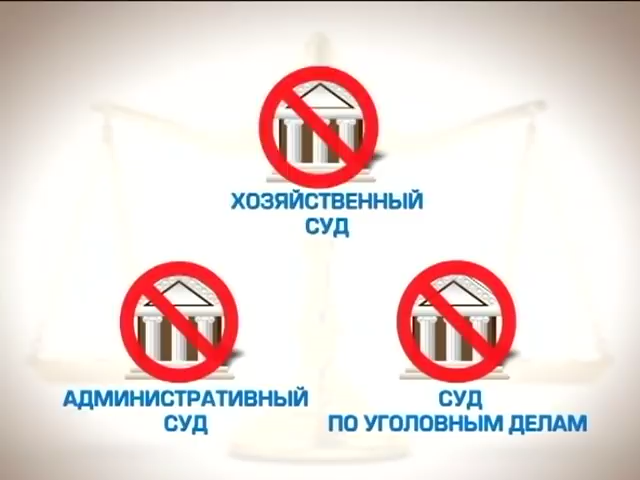 ХОЗЯЙСТВЕННЫЙ
СУД
АДМИНИСТРАТИВНЫЙ
СУД
СУД
ПО УГОЛОВНЫМ ДЕЛАМ